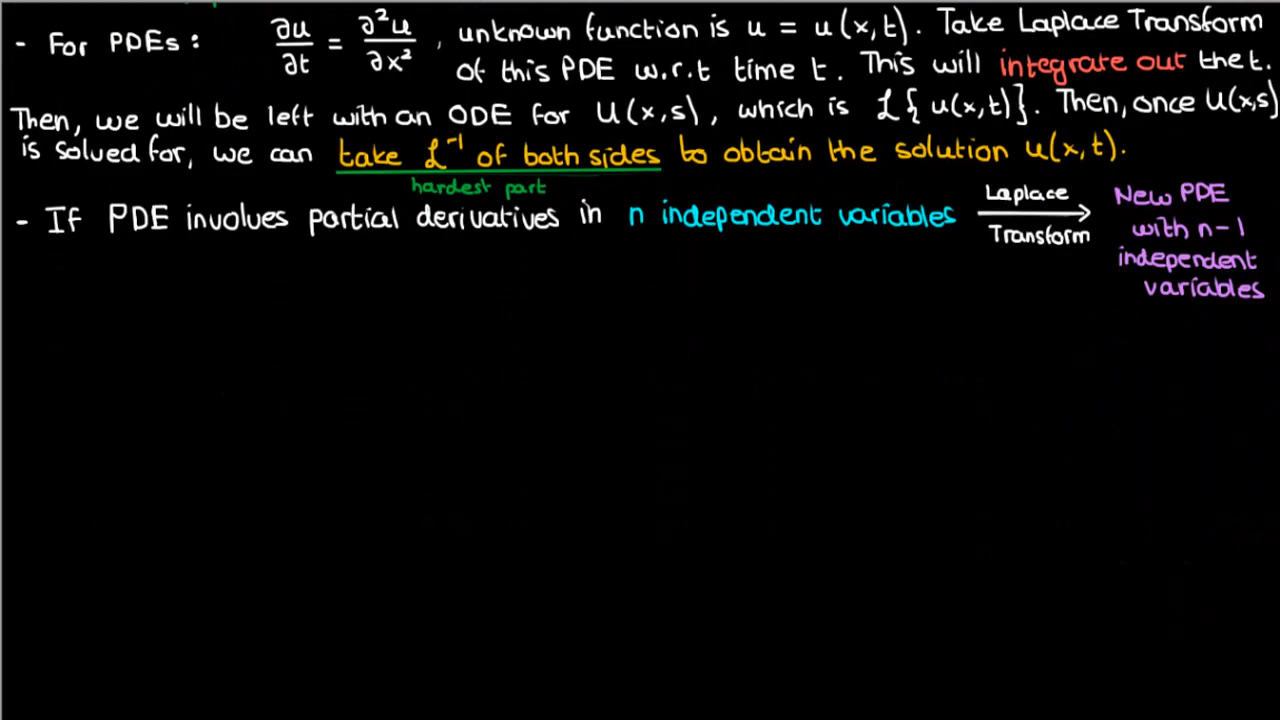 - For PDEs: ∂u/∂t = ∂²u/∂x², unknown function is u = u(x,t). Take Laplace Transform
of this PDE w.r.t time t. This will integrate out the t.
Then, we will be left with an ODE for U(x,s), which is ℒ{u(x,t)}. Then, once U(x,s)
is solved for, we can take ℒ⁻¹ of both sides to obtain the solution u(x,t).
hardest part
- If PDE involves partial derivatives in n independent variables
Laplace
Transform
New PDE
with n-1
independent
variables